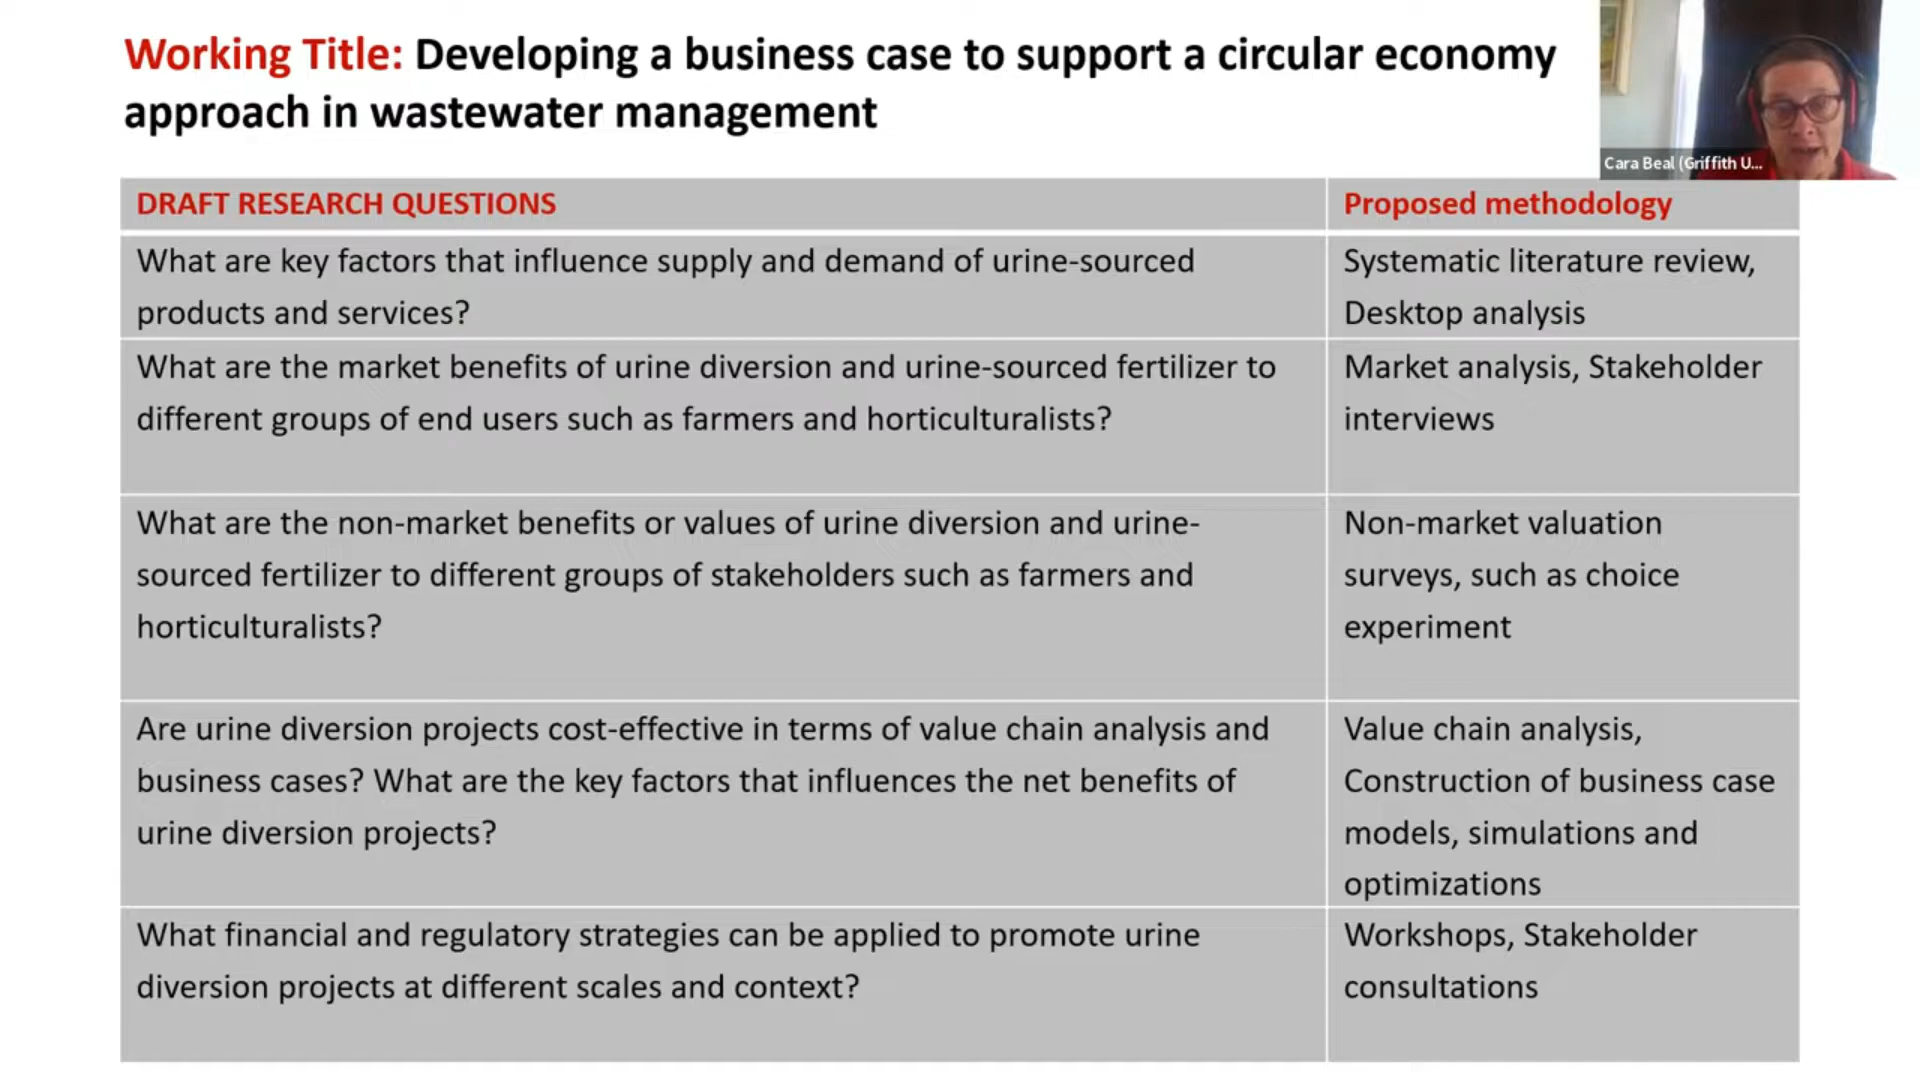 Working Title: Developing a business case to support a circular economy
approach in wastewater management
Cara Beal (Griffith U...
DRAFT RESEARCH QUESTIONS
Proposed methodology
What are key factors that influence supply and demand of urine-sourced
products and services?
Systematic literature review,
Desktop analysis
What are the market benefits of urine diversion and urine-sourced fertilizer to
different groups of end users such as farmers and horticulturalists?
Market analysis, Stakeholder
interviews
What are the non-market benefits or values of urine diversion and urine-
sourced fertilizer to different groups of stakeholders such as farmers and
horticulturalists?
Non-market valuation
surveys, such as choice
experiment
Are urine diversion projects cost-effective in terms of value chain analysis and
business cases? What are the key factors that influences the net benefits of
urine diversion projects?
Value chain analysis,
Construction of business case
models, simulations and
optimizations
What financial and regulatory strategies can be applied to promote urine
diversion projects at different scales and context?
Workshops, Stakeholder
consultations